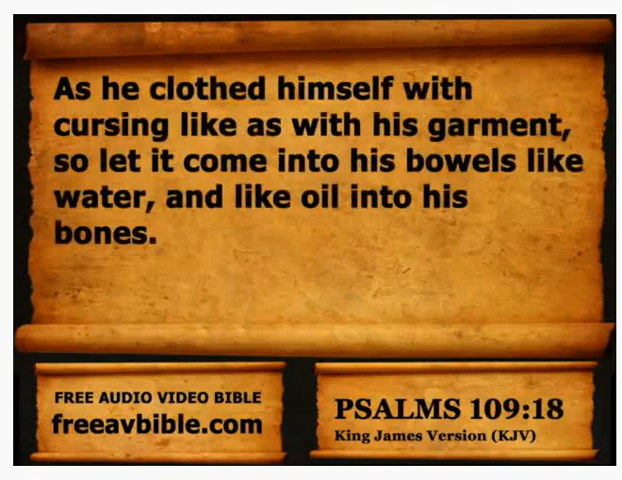 As he clothed himself with
cursing like as with his garment,
so let it come into his bowels like
water, and like oil into his
bones.
FREE AUDIO VIDEO BIBLE
freeavbible.com
PSALMS 109:18
King James Version (KJV)